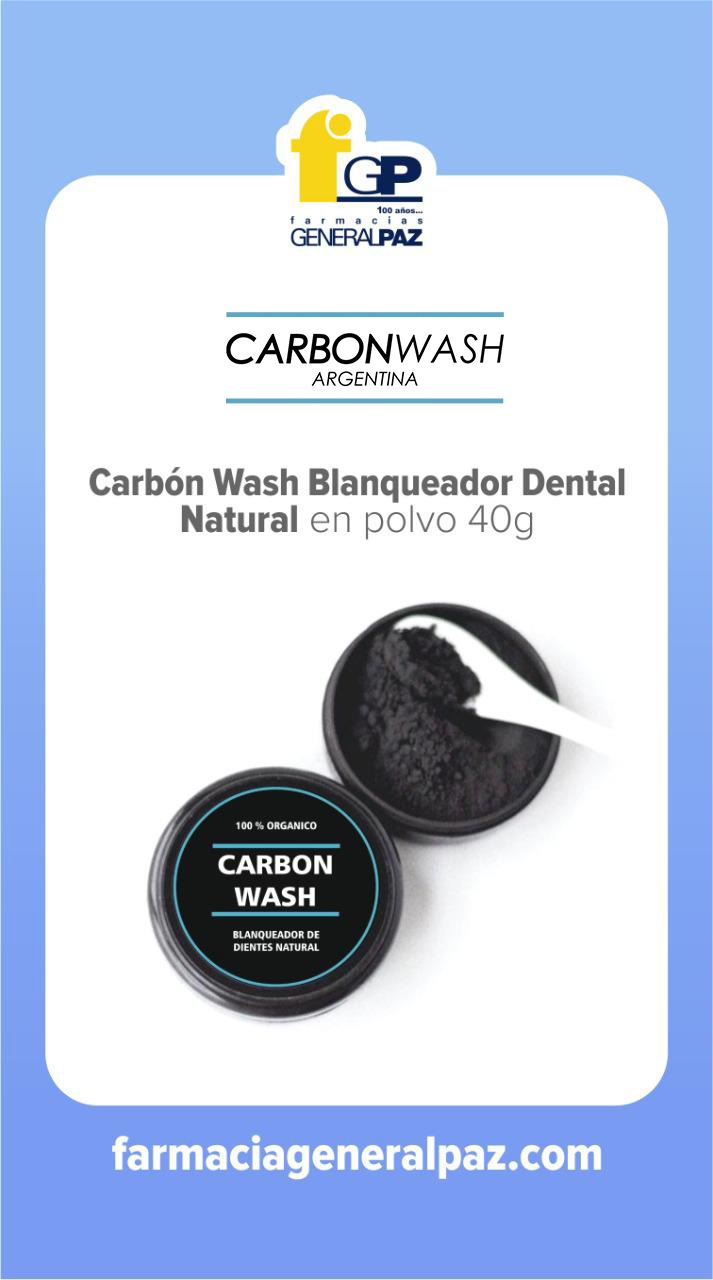 f GP
100 años...
farmacias
GENERALPAZ
CARBONWASH
ARGENTINA
Carbón Wash Blanqueador Dental
Natural en polvo 40g
100 % ORGANICO
CARBON
WASH
BLANQUEADOR DE
DIENTES NATURAL
farmaciageneralpaz.com